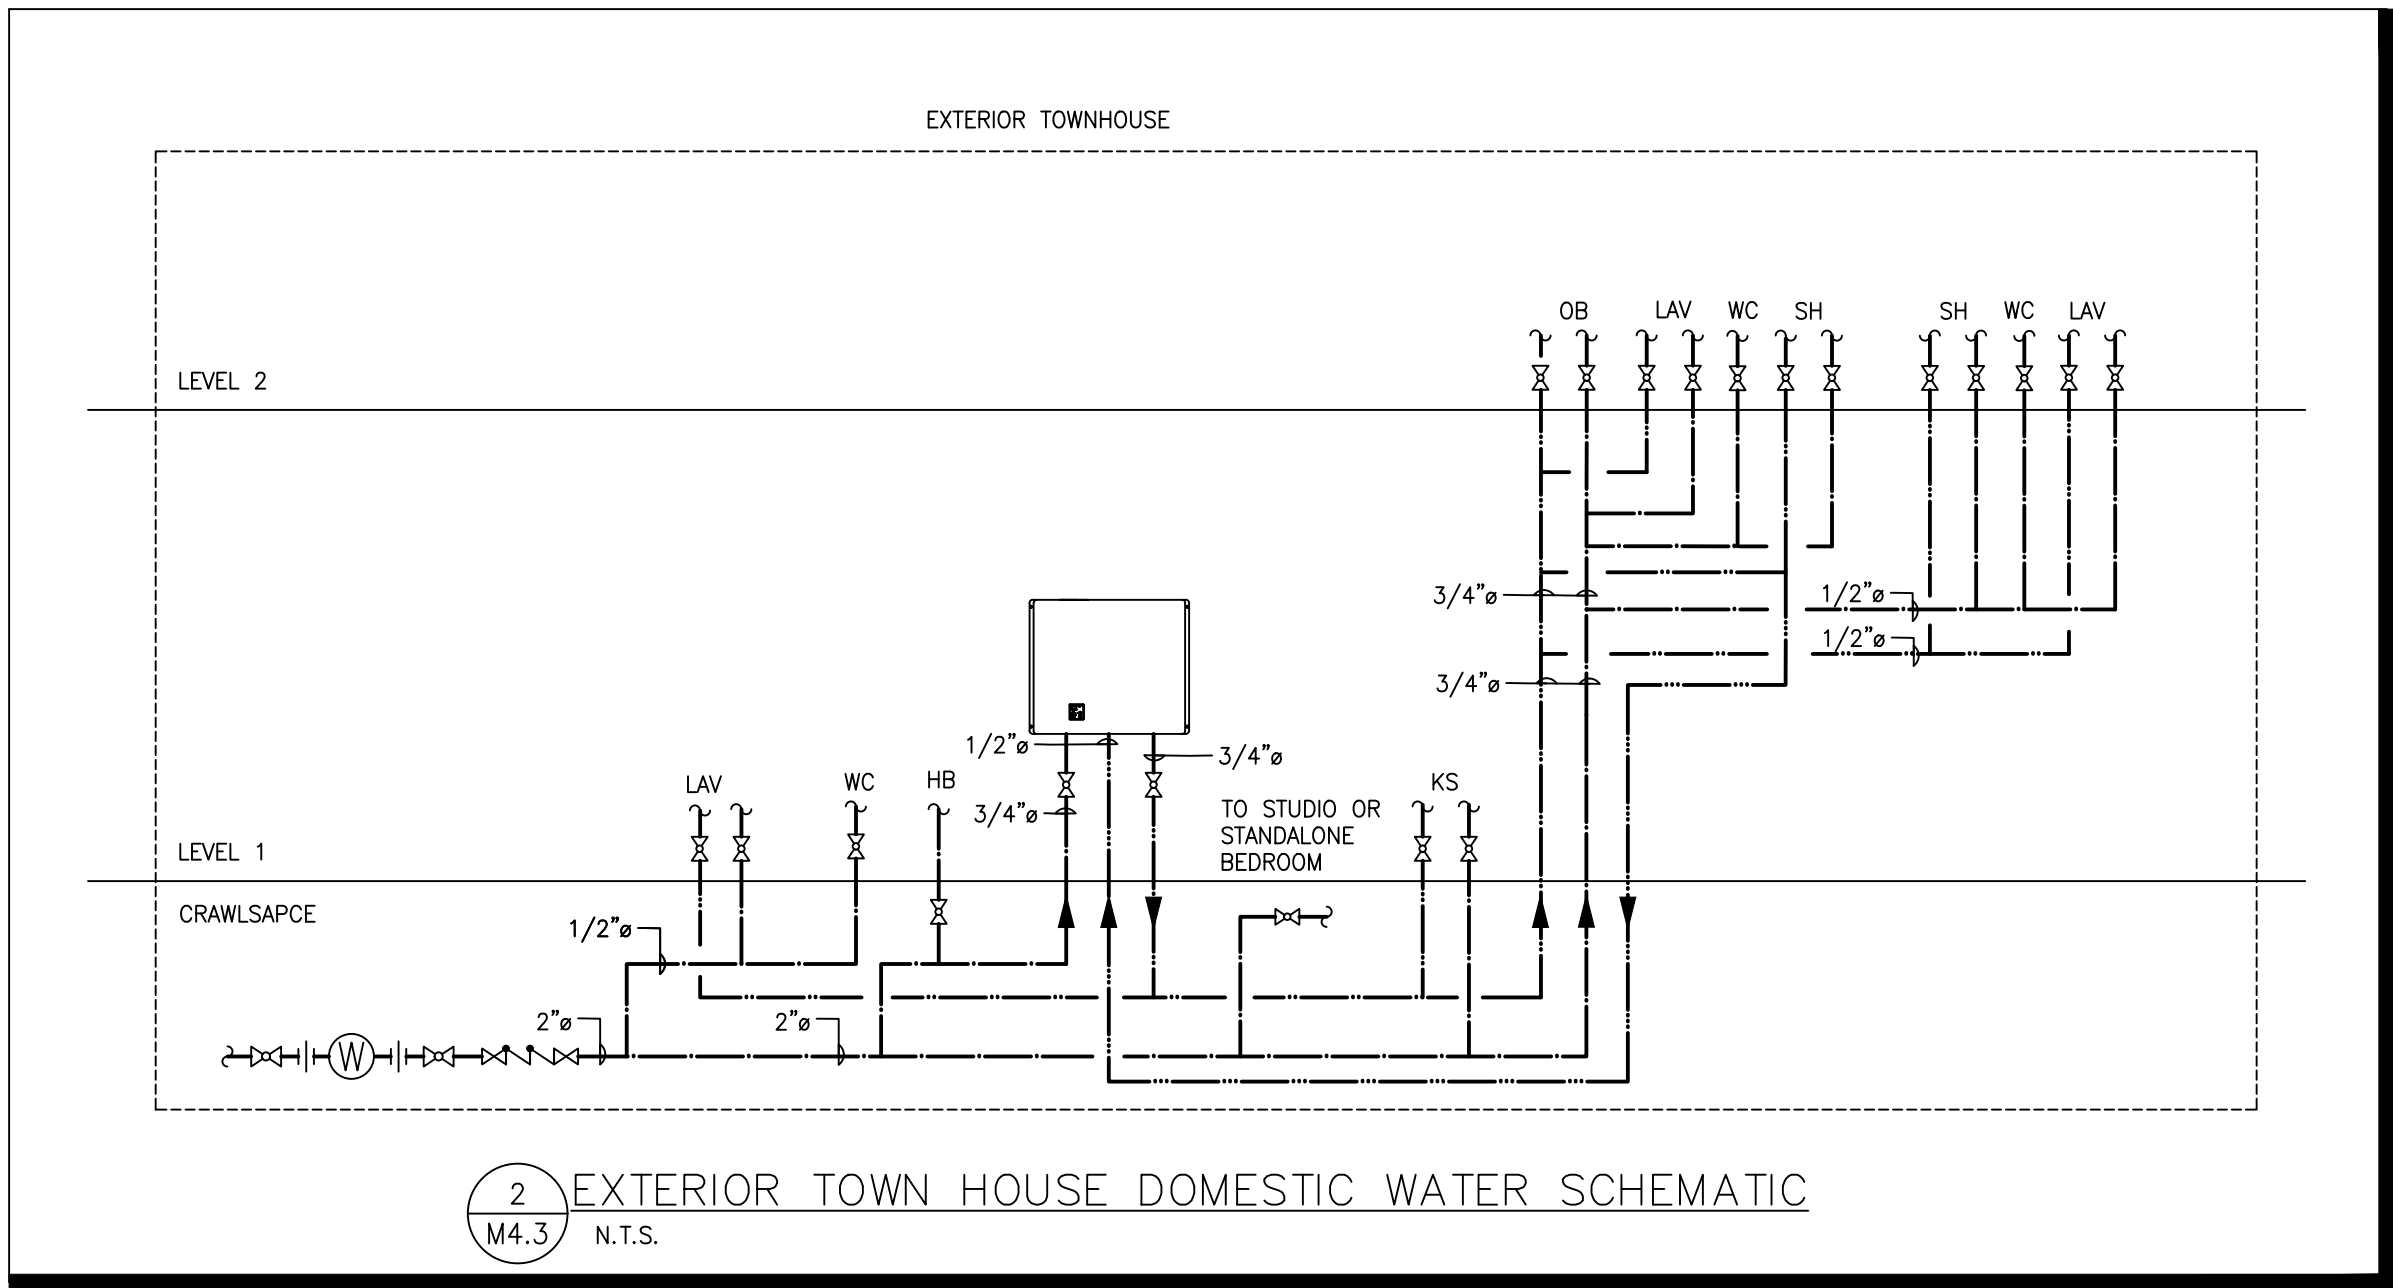 EXTERIOR TOWNHOUSE
OB LAV WC SH SH WC LAV
LEVEL 2
3/4"ø
1/2"ø
1/2"ø
3/4"ø
1/2"ø
3/4"ø
LAV WC HB KS
3/4"ø
TO STUDIO OR
STANDALONE
BEDROOM
LEVEL 1
CRAWLSAPCE
1/2"ø
2"ø
2"ø
W
2
M4.3
EXTERIOR TOWN HOUSE DOMESTIC WATER SCHEMATIC
N.T.S.